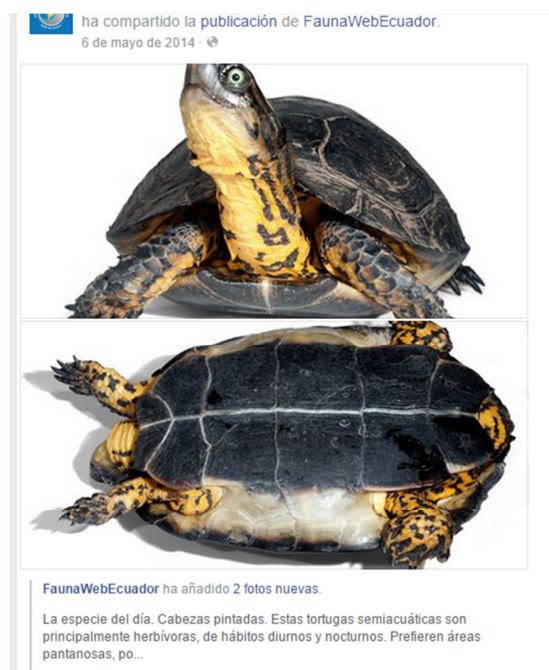 ha compartido la publicación de FaunaWebEcuador.
6 de mayo de 2014 ·
FaunaWebEcuador ha añadido 2 fotos nuevas.
La especie del día. Cabezas pintadas. Estas tortugas semiacuáticas son
principalmente herbívoras, de hábitos diurnos y nocturnos. Prefieren áreas
pantanosas, po...